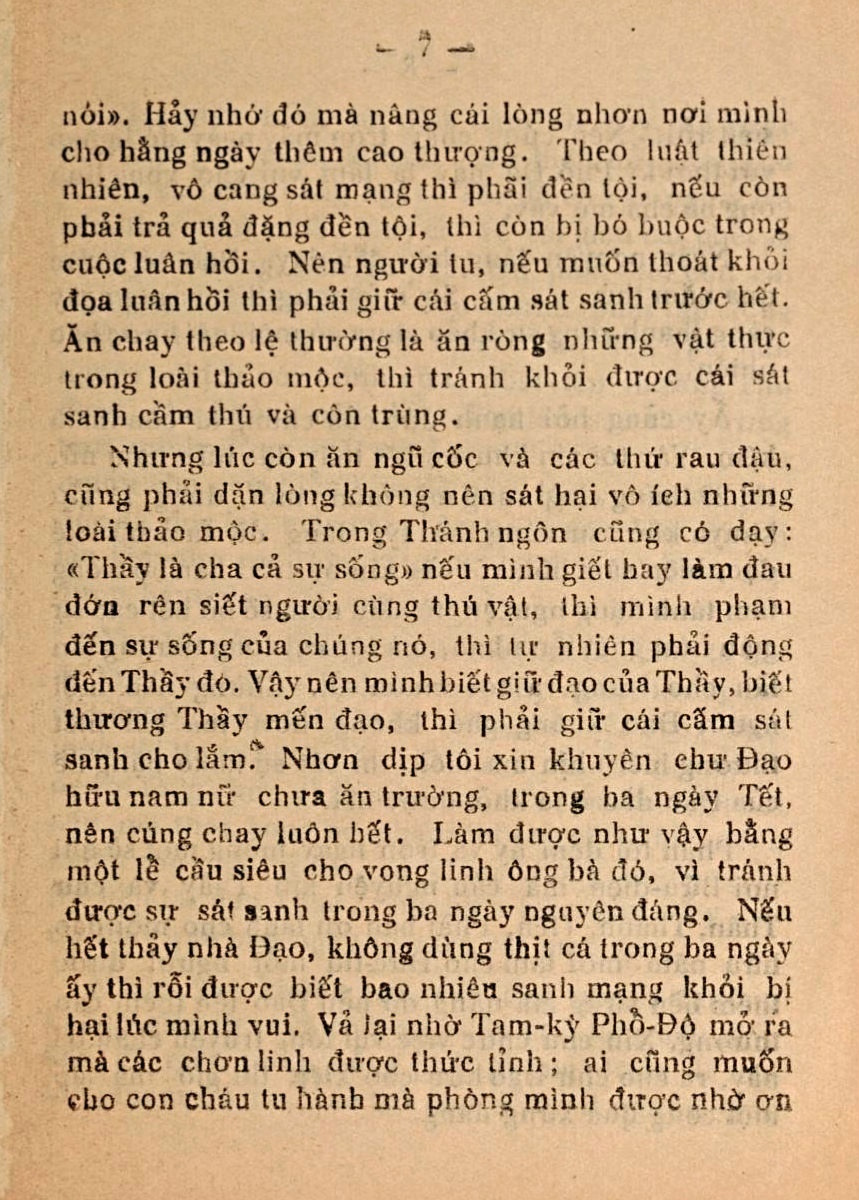 — 7 —
nói». Hảy nhớ đó mà nâng cái lòng nhơn nơi mình
cho hằng ngày thêm cao thượng. Theo luật thiên
nhiên, vô cang sát mạng thì phải đền tội, nếu còn
phải trả quả đặng đền tội, thì còn bị bó buộc trong
cuộc luân hồi. Nên người tu, nếu muốn thoát khỏi
đọa luân hồi thì phải giữ cái cấm sát sanh trước hết.
Ăn chay theo lệ thường là ăn ròng những vật thực
trong loài thảo mộc, thì tránh khỏi được cái sát
sanh cầm thú và côn trùng.
Nhưng lúc còn ăn ngũ cốc và các thứ rau đậu,
cũng phải dặn lòng không nên sát hại vô ích những
loài thảo mộc. Trong Thánh ngôn cũng có dạy:
«Thầy là cha cả sự sống» nếu mình giết hay làm đau
đớn rên siết người cùng thú vật, thì mình phạm
đến sự sống của chúng nó, thì tự nhiên phải động
đến Thầy đó. Vậy nên mình biết giữ đạo của Thầy, biết
thương Thầy mến đạo, thì phải giữ cái cấm sát
sanh cho lắm. Nhơn dịp tôi xin khuyên chư Đạo
hữu nam nữ chưa ăn trường, trong ba ngày Tết,
nên cúng chay luôn hết. Làm được như vậy bằng
một lể cầu siêu cho vong linh ông bà đó, vì tránh
được sự sát sanh trong ba ngày nguyên đáng. Nếu
hết thảy nhà Đạo, không dùng thịt cá trong ba ngày
ấy thì rỗi được biết bao nhiêu sanh mạng khỏi bị
hại lúc mình vui. Vả lại nhờ Tam-kỳ Phổ-Độ mở ra
mà các chơn linh được thức tỉnh; ai cũng muốn
cho con cháu tu hành mà phòng mình được nhờ ơn